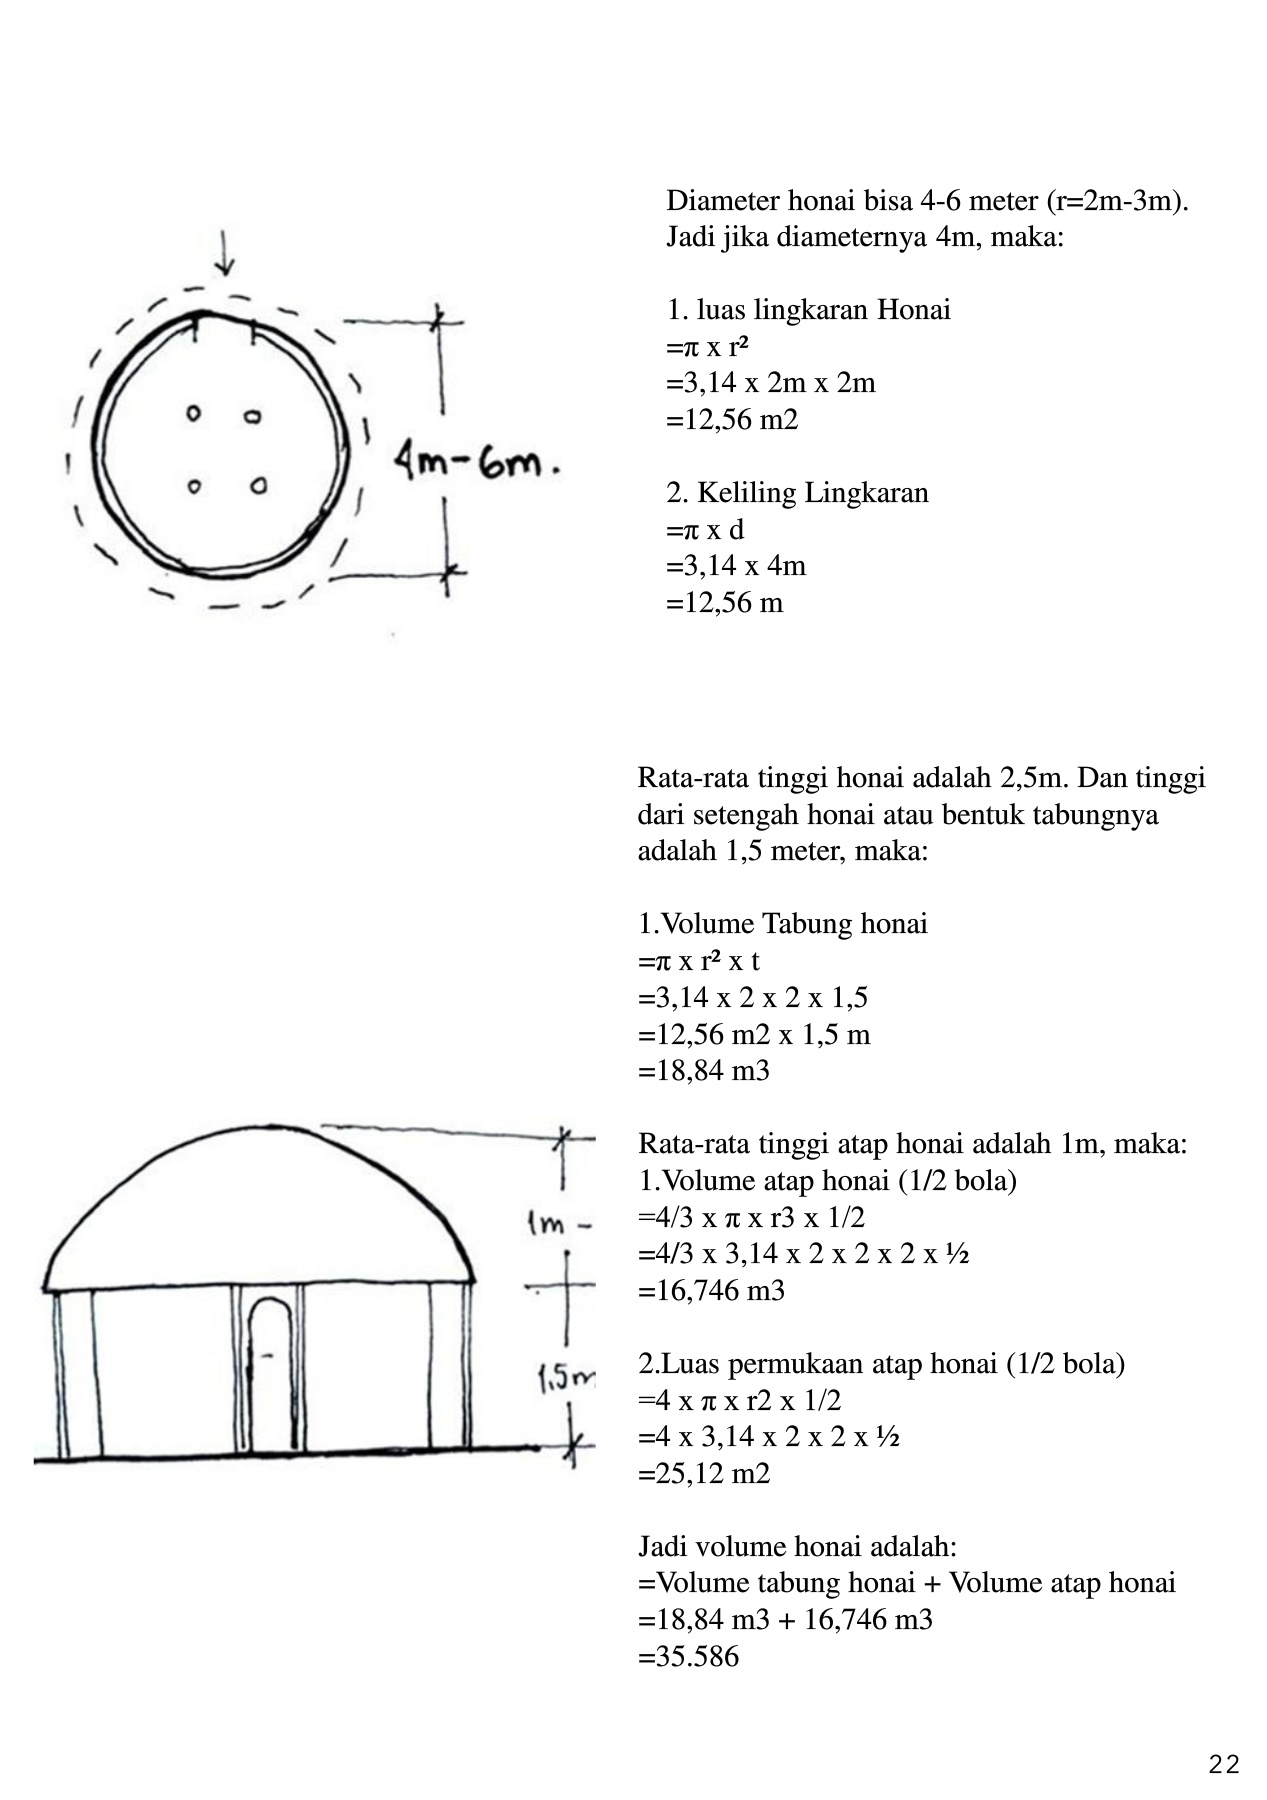 Diameter honai bisa 4-6 meter (r=2m-3m).
Jadi jika diameternya 4m, maka:
1. luas lingkaran Honai
=π x r²
=3,14 x 2m x 2m
=12,56 m2
2. Keliling Lingkaran
=π x d
=3,14 x 4m
=12,56 m
4m-6m.
Rata-rata tinggi honai adalah 2,5m. Dan tinggi
dari setengah honai atau bentuk tabungnya
adalah 1,5 meter, maka:
1.Volume Tabung honai
=π x r² x t
=3,14 x 2 x 2 x 1,5
=12,56 m2 x 1,5 m
=18,84 m3
Rata-rata tinggi atap honai adalah 1m, maka:
1.Volume atap honai (1/2 bola)
=4/3 x π x r3 x 1/2
=4/3 x 3,14 x 2 x 2 x 2 x ½
=16,746 m3
2.Luas permukaan atap honai (1/2 bola)
=4 x π x r2 x 1/2
=4 x 3,14 x 2 x 2 x ½
=25,12 m2
Jadi volume honai adalah:
=Volume tabung honai + Volume atap honai
=18,84 m3 + 16,746 m3
=35.586
1m -
1,5m
22